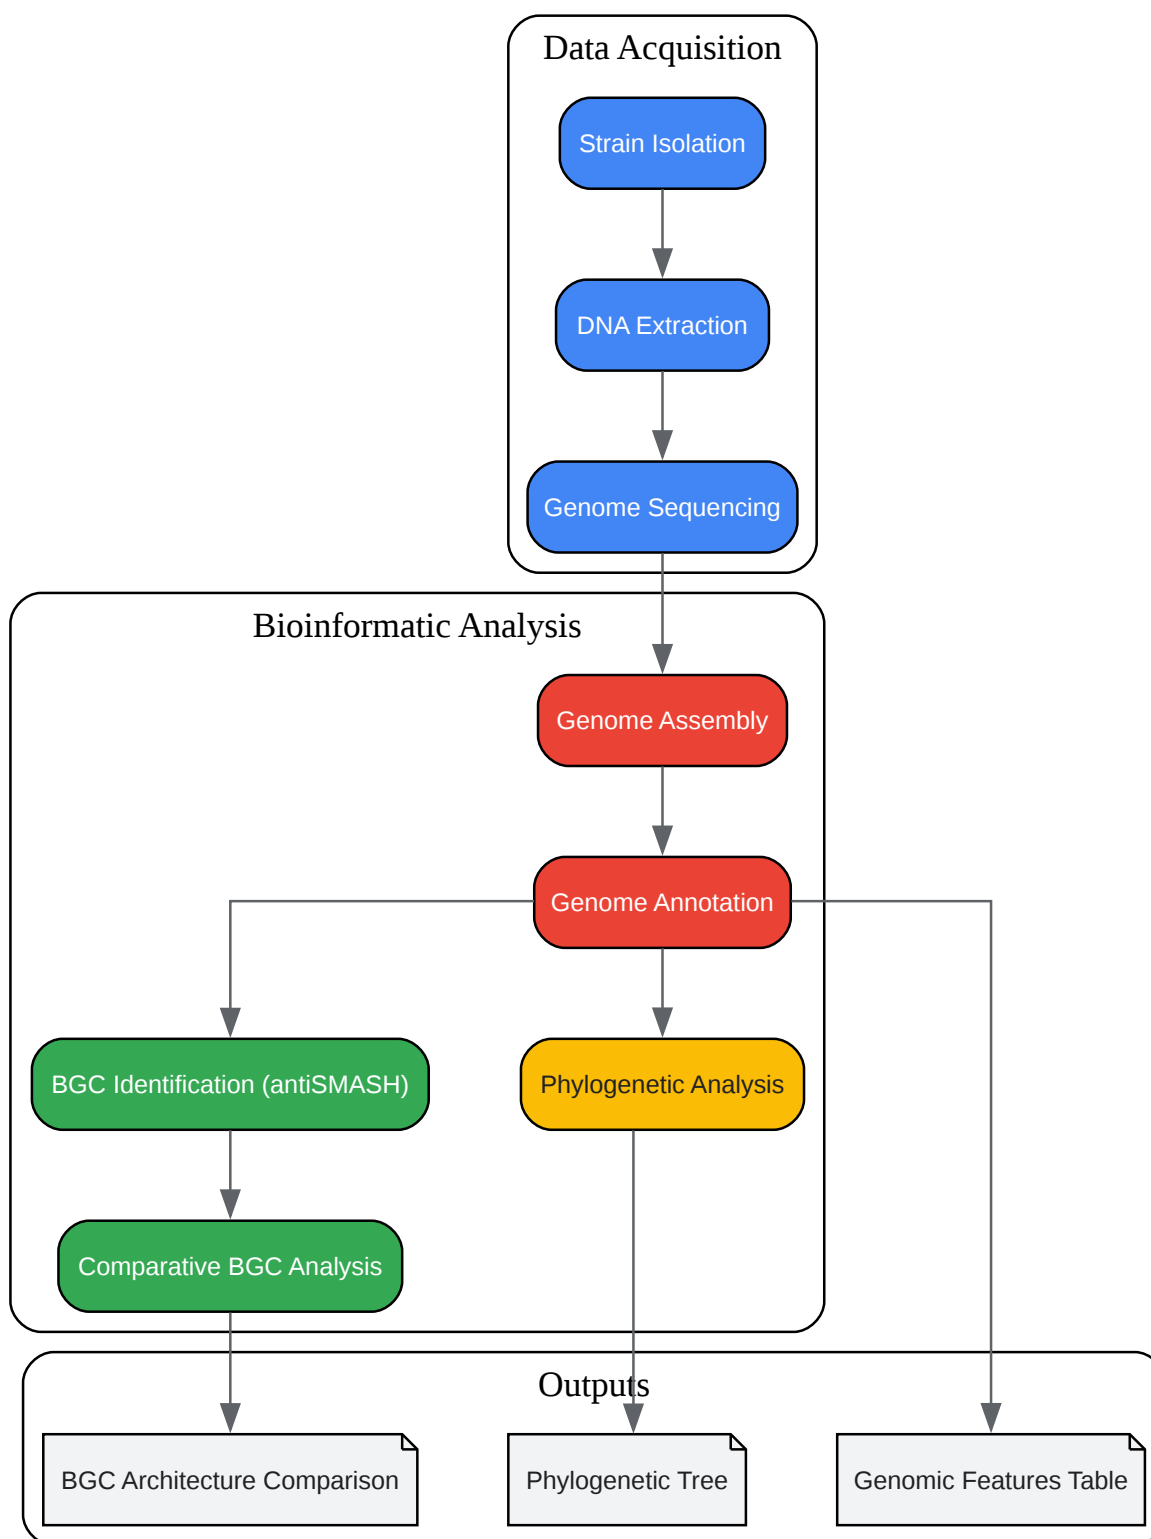 Data Acquisition
Strain Isolation
DNA Extraction
Genome Sequencing
Bioinformatic Analysis
Genome Assembly
Genome Annotation
BGC Identification (antiSMASH)
Phylogenetic Analysis
Comparative BGC Analysis
Outputs
BGC Architecture Comparison
Phylogenetic Tree
Genomic Features Table